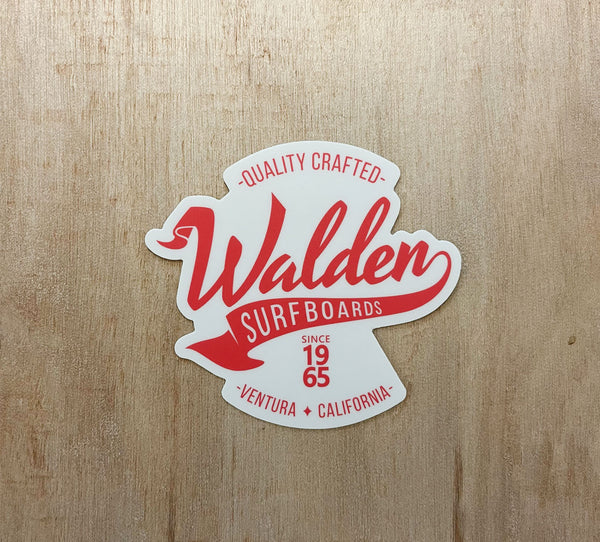 -QUALITY CRAFTED-
Walden
SURFBOARDS
SINCE
19
65
-VENTURA ✦ CALIFORNIA-